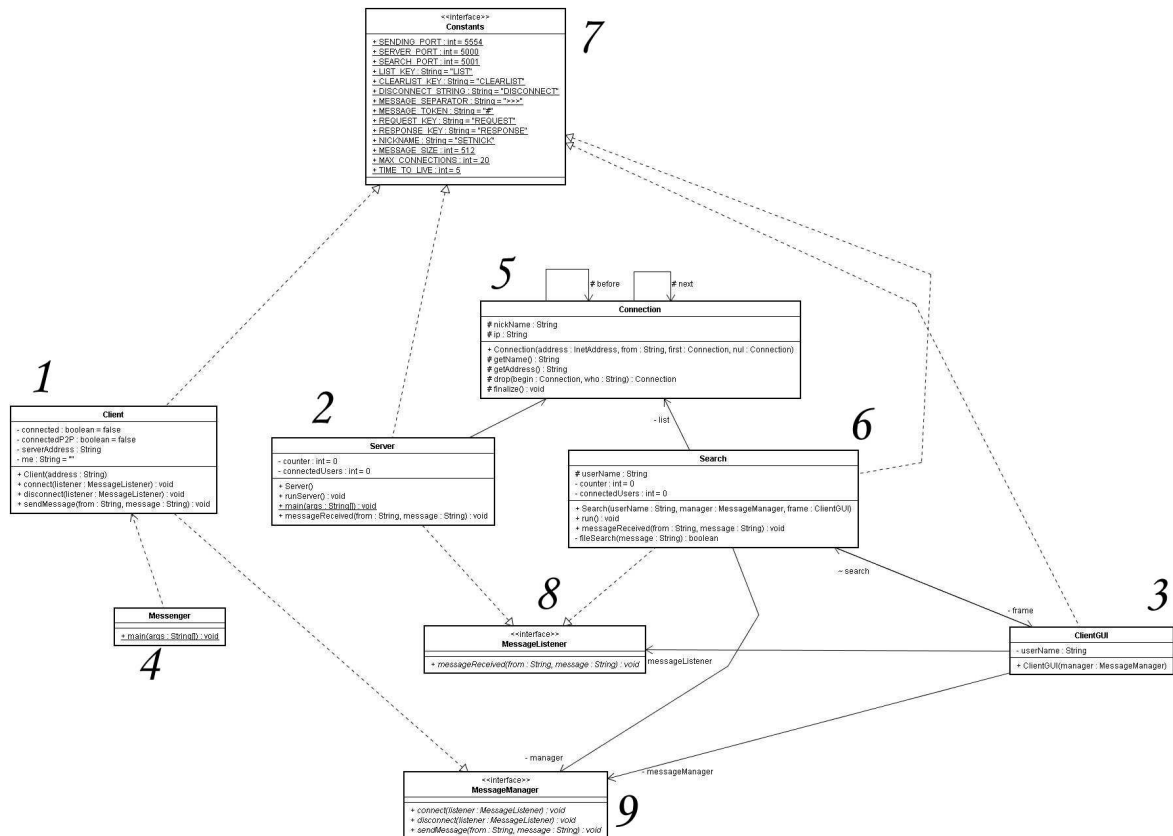 <<interface>>
Constants
+ SENDING_PORT : int = 5554
+ SERVER_PORT : int = 5000
+ SEARCH_PORT : int = 5001
+ LIST_KEY : String = "LIST"
+ CLEARLIST_KEY : String = "CLEARLIST"
+ DISCONNECT_STRING : String = "DISCONNECT"
+ MESSAGE_SEPARATOR : String = ">>>"
+ MESSAGE_TOKEN : String = "#"
+ REQUEST_KEY : String = "REQUEST"
+ RESPONSE_KEY : String = "RESPONSE"
+ NICKNAME : String = "SETNICK"
+ MESSAGE_SIZE : int = 512
+ MAX_CONNECTIONS : int = 20
+ TIME_TO_LIVE : int = 5
7
5
# before
# next
Connection
# nickName : String
# ip : String
+ Connection(address : InetAddress, from : String, first : Connection, nul : Connection)
# getName() : String
# getAddress() : String
# drop(begin : Connection, who : String) : Connection
# finalize() : void
1
Client
- connected : boolean = false
- connectedP2P : boolean = false
- serverAddress : String
- me : String = ""
+ Client(address : String)
+ connect(listener : MessageListener) : void
+ disconnect(listener : MessageListener) : void
+ sendMessage(from : String, message : String) : void
2
Server
- counter : int = 0
- connectedUsers : int = 0
+ Server()
+ runServer() : void
+ main(args : String[]) : void
+ messageReceived(from : String, message : String) : void
- list
6
Search
# userName : String
- counter : int = 0
- connectedUsers : int = 0
+ Search(userName : String, manager : MessageManager, frame : ClientGUI)
+ run() : void
+ messageReceived(from : String, message : String) : void
- fileSearch(message : String) : boolean
~ search
- frame
3
ClientGUI
- userName : String
+ ClientGUI(manager : MessageManager)
Messenger
+ main(args : String[]) : void
4
8
<<interface>>
MessageListener
+ messageReceived(from : String, message : String) : void
messageListener
- manager
- messageManager
<<interface>>
MessageManager
+ connect(listener : MessageListener) : void
+ disconnect(listener : MessageListener) : void
+ sendMessage(from : String, message : String) : void
9